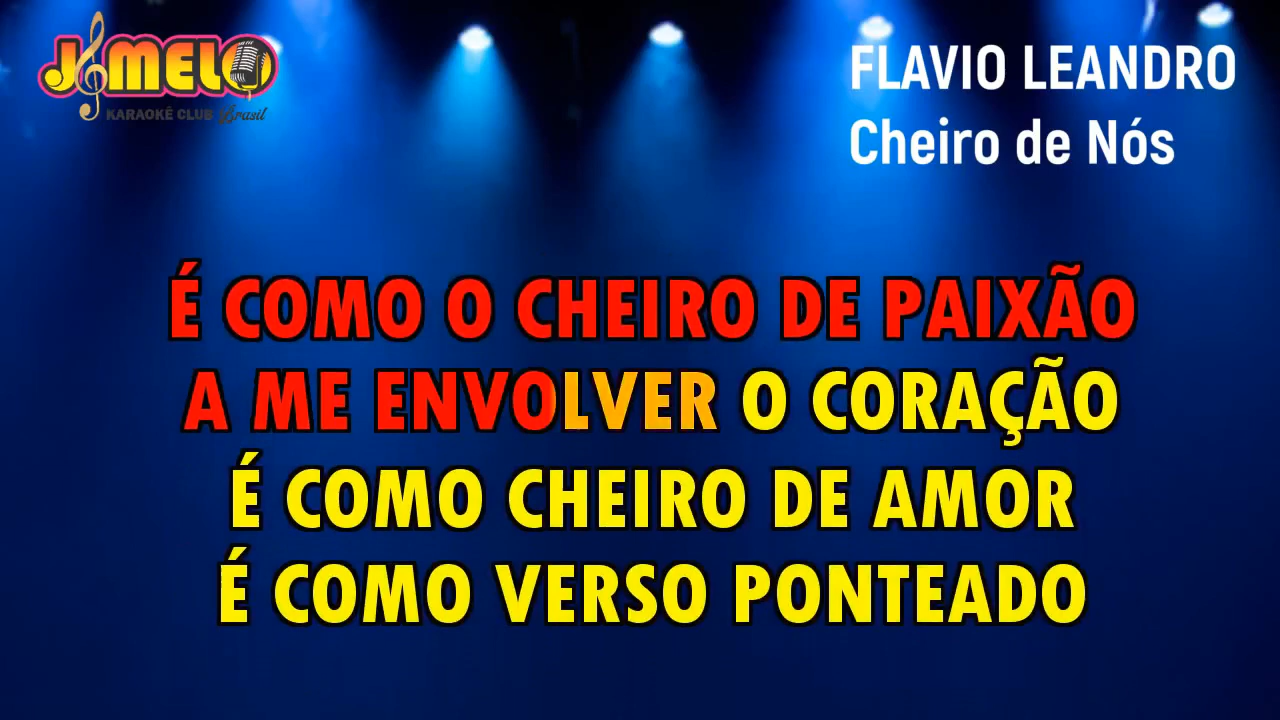 J MELO
KARAOKÊ CLUB Brasil
FLAVIO LEANDRO
Cheiro de Nós
É COMO O CHEIRO DE PAIXÃO
A ME ENVOLVER O CORAÇÃO
É COMO CHEIRO DE AMOR
É COMO VERSO PONTEADO